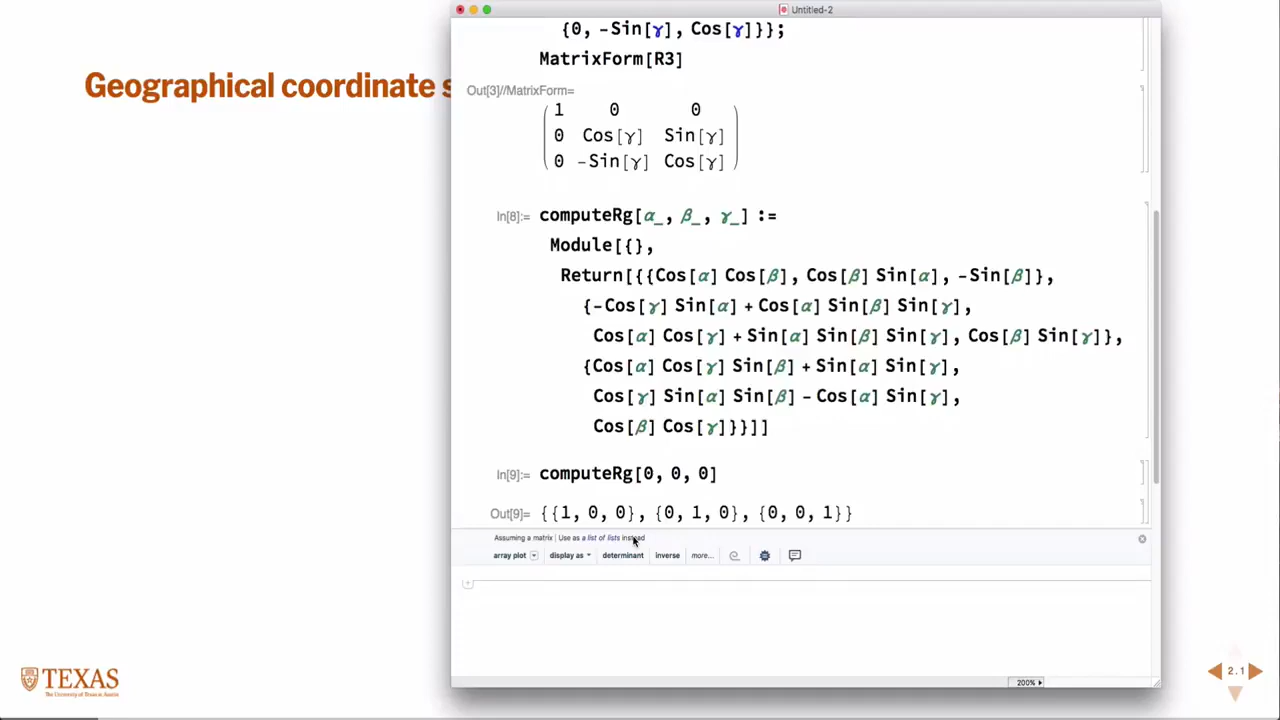 Untitled-2
{0, -Sin[γ], Cos[γ]}};
MatrixForm[R3]
Geographical coordinate s
Out[3]//MatrixForm=
1 0 0
0 Cos[γ] Sin[γ]
0 -Sin[γ] Cos[γ]
In[8]:= computeRg[α_, β_, γ_] :=
Module[{},
Return[{{Cos[α] Cos[β], Cos[β] Sin[α], -Sin[β]},
{-Cos[γ] Sin[α] + Cos[α] Sin[β] Sin[γ],
Cos[α] Cos[γ] + Sin[α] Sin[β] Sin[γ], Cos[β] Sin[γ]},
{Cos[α] Cos[γ] Sin[β] + Sin[α] Sin[γ],
Cos[γ] Sin[α] Sin[β] - Cos[α] Sin[γ],
Cos[β] Cos[γ]}}]]
In[9]:= computeRg[0, 0, 0]
Out[9]= {{1, 0, 0}, {0, 1, 0}, {0, 0, 1}}
Assuming a matrix | Use as a list of lists instead
array plot display as determinant inverse more...
TEXAS
The University of Texas at Austin
2.1
200%